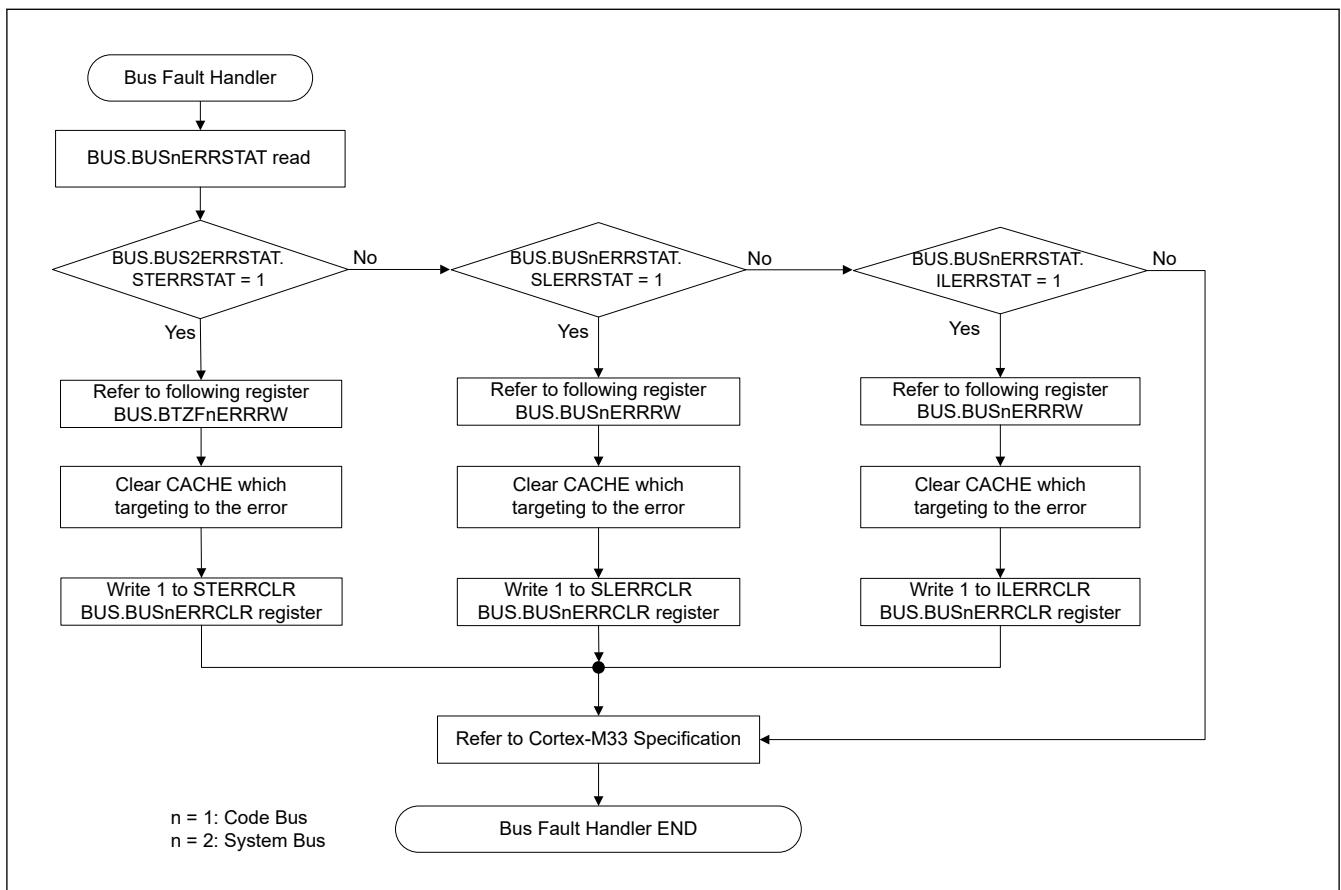 Bus Fault Handler
BUS.BUSnERRSTAT read
BUS.BUS2ERRSTAT.
STERRSTAT = 1
No
BUS.BUSnERRSTAT.
SLERRSTAT = 1
No
BUS.BUSnERRSTAT.
ILERRSTAT = 1
No
Yes
Yes
Yes
Refer to following register
BUS.BTZFnERRRW
Refer to following register
BUS.BUSnERRRW
Refer to following register
BUS.BUSnERRRW
Clear CACHE which
targeting to the error
Clear CACHE which
targeting to the error
Clear CACHE which
targeting to the error
Write 1 to STERRCLR
BUS.BUSnERRCLR register
Write 1 to SLERRCLR
BUS.BUSnERRCLR register
Write 1 to ILERRCLR
BUS.BUSnERRCLR register
Refer to Cortex-M33 Specification
Bus Fault Handler END
n = 1: Code Bus
n = 2: System Bus